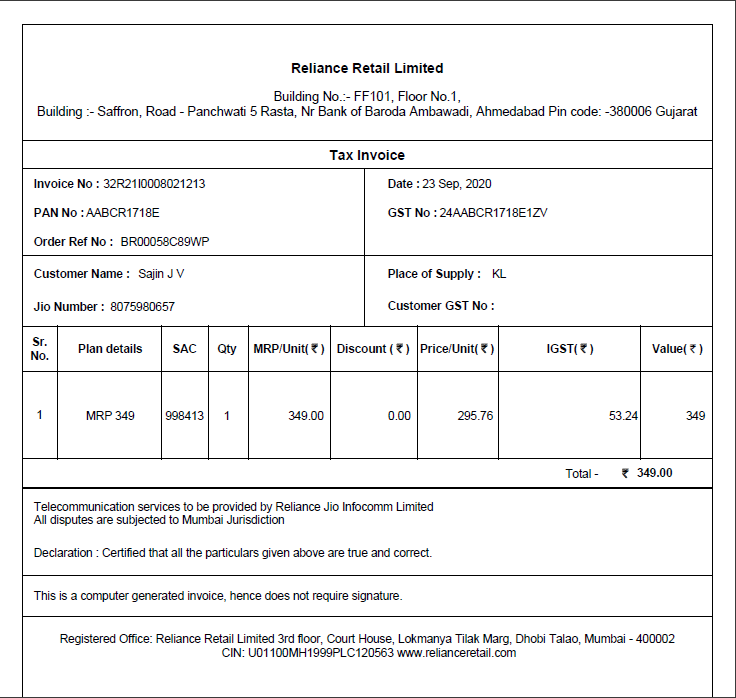 Reliance Retail Limited
Building No.:- FF101, Floor No.1,
Building :- Saffron, Road - Panchwati 5 Rasta, Nr Bank of Baroda Ambawadi, Ahmedabad Pin code: -380006 Gujarat
Tax Invoice
Invoice No : 32R21I0008021213
Date : 23 Sep, 2020
PAN No : AABCR1718E
GST No : 24AABCR1718E1ZV
Order Ref No : BR00058C89WP
Customer Name : Sajin J V
Place of Supply : KL
Jio Number : 8075980657
Customer GST No :
Sr. No. Plan details SAC Qty MRP/Unit(₹) Discount (₹) Price/Unit(₹) IGST(₹) Value(₹)
1 MRP 349 998413 1 349.00 0.00 295.76 53.24 349
Total - ₹ 349.00
Telecommunication services to be provided by Reliance Jio Infocomm Limited
All disputes are subjected to Mumbai Jurisdiction
Declaration : Certified that all the particulars given above are true and correct.
This is a computer generated invoice, hence does not require signature.
Registered Office: Reliance Retail Limited 3rd floor, Court House, Lokmanya Tilak Marg, Dhobi Talao, Mumbai - 400002
CIN: U01100MH1999PLC120563 www.relianceretail.com